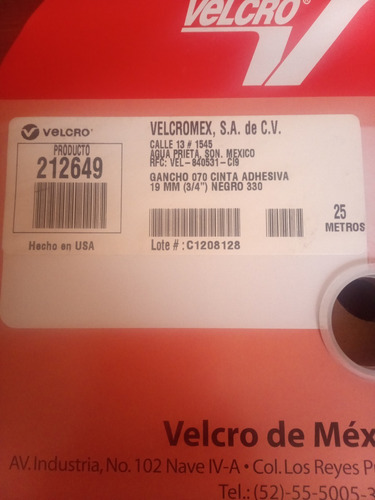 VELCRO®
VELCRO®
PRODUCTO
212649
Hecho en USA
VELCROMEX, S.A. de C.V.
CALLE 13 # 1545
AGUA PRIETA, SON. MEXICO
RFC: VEL-840531-CI9
GANCHO 070 CINTA ADHESIVA
19 MM (3/4") NEGRO 330
Lote #:C1208128
25
METROS
Velcro de Méx
AV. Industria, No. 102 Nave IV-A • Col. Los Reyes P
Tel.: (52)-55-5005-3